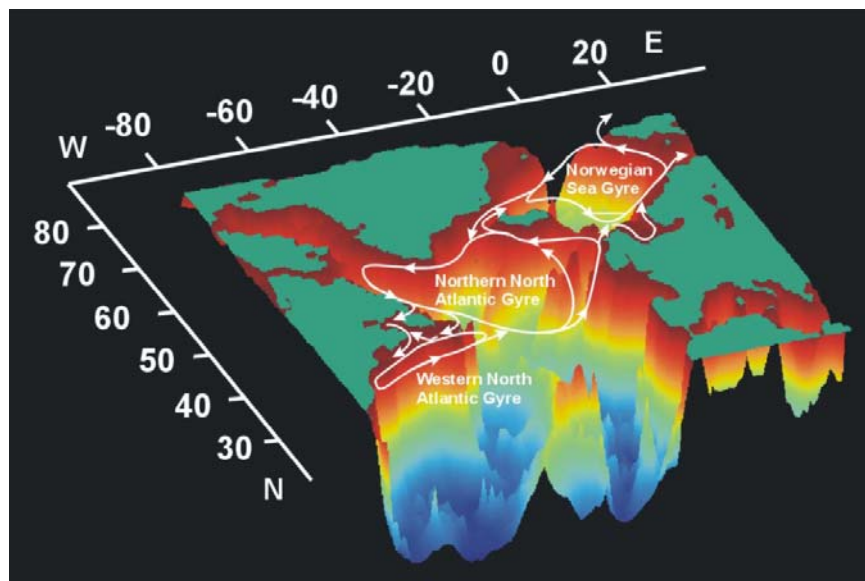 E
20
0
-20
-40
-60
-80
W
80
70
60
50
40
30
N
Norwegian
Sea Gyre
Northern North
Atlantic Gyre
Western North
Atlantic Gyre